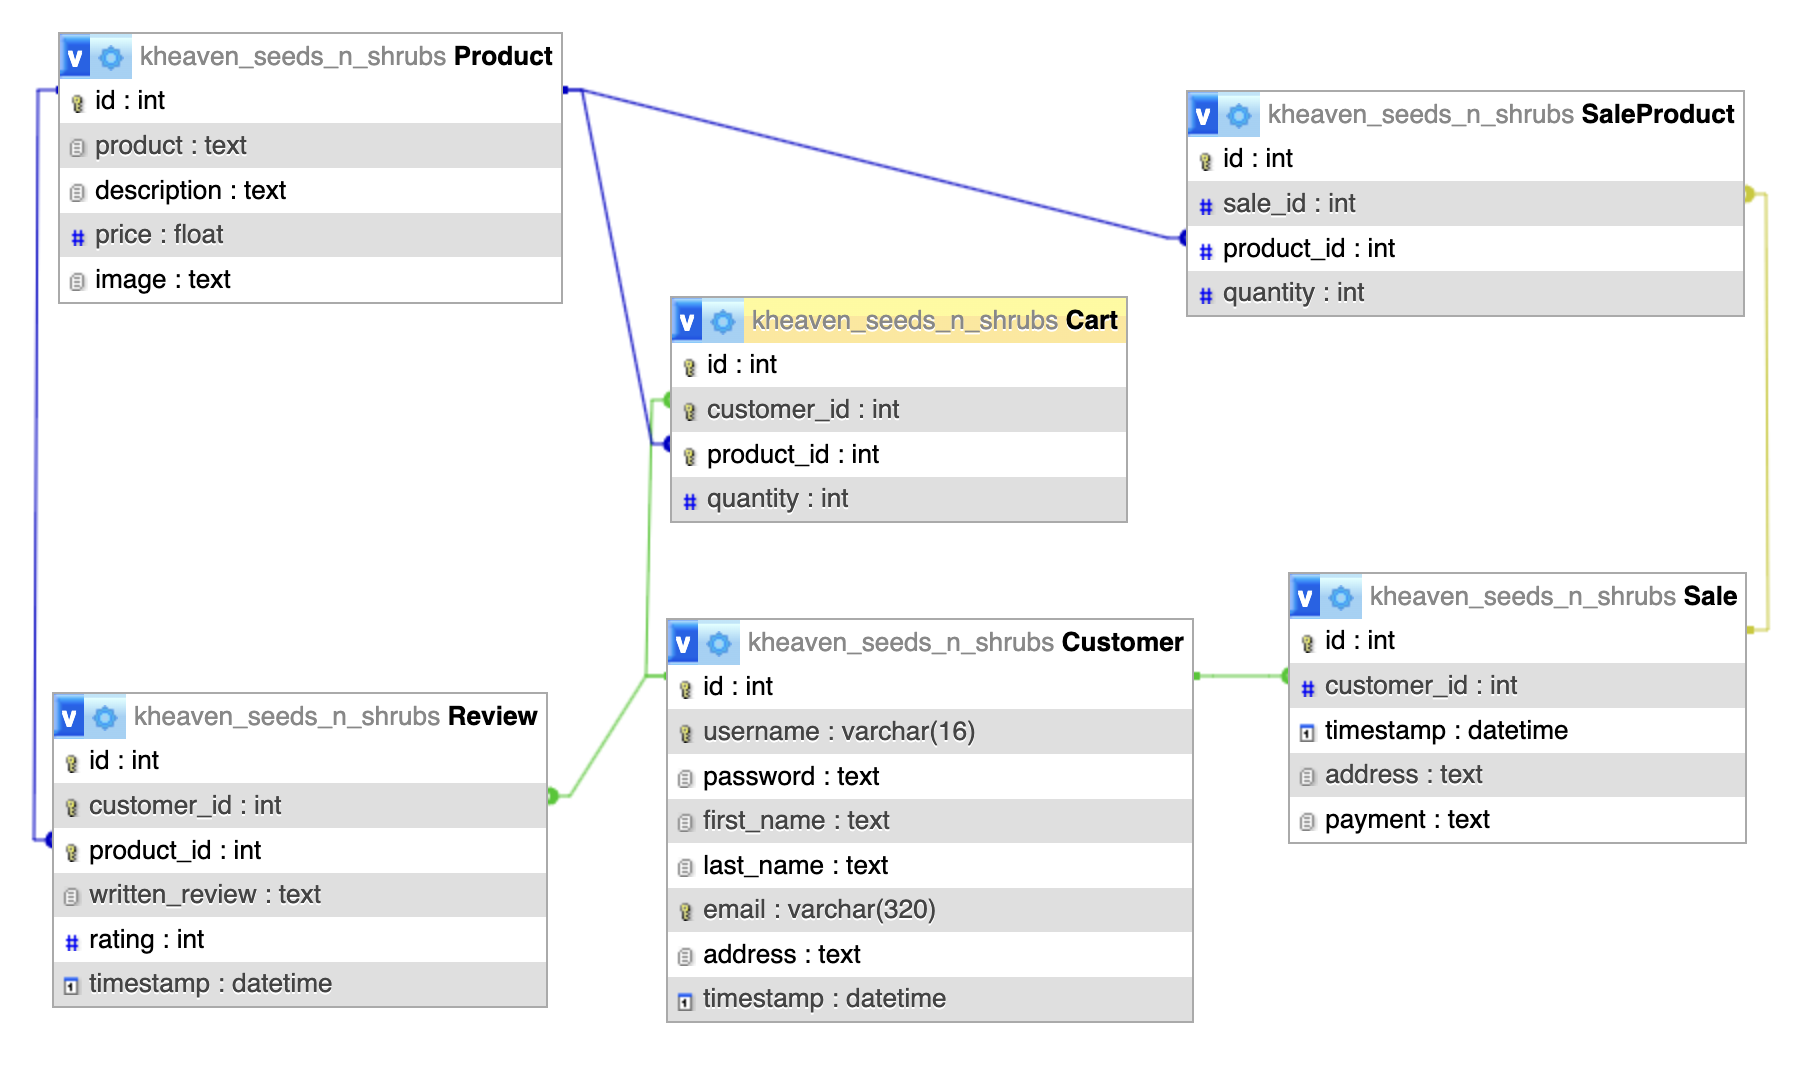 v kheaven_seeds_n_shrubs Product
id : int
product : text
description : text
# price : float
image : text
v kheaven_seeds_n_shrubs SaleProduct
id : int
# sale_id : int
# product_id : int
# quantity : int
v kheaven_seeds_n_shrubs Cart
id : int
customer_id : int
product_id : int
# quantity : int
v kheaven_seeds_n_shrubs Customer
id : int
username : varchar(16)
password : text
first_name : text
last_name : text
email : varchar(320)
address : text
1 timestamp : datetime
v kheaven_seeds_n_shrubs Sale
id : int
# customer_id : int
1 timestamp : datetime
address : text
payment : text
v kheaven_seeds_n_shrubs Review
id : int
customer_id : int
product_id : int
written_review : text
# rating : int
1 timestamp : datetime